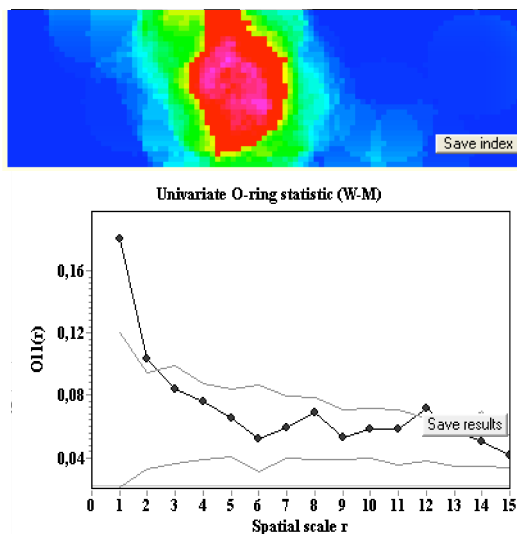 Save index
Univariate O-ring statistic (W-M)
0,16
0,12
0,08
0,04
O11(r)
Save results
0 1 2 3 4 5 6 7 8 9 10 11 12 13 14 15
Spatial scale r